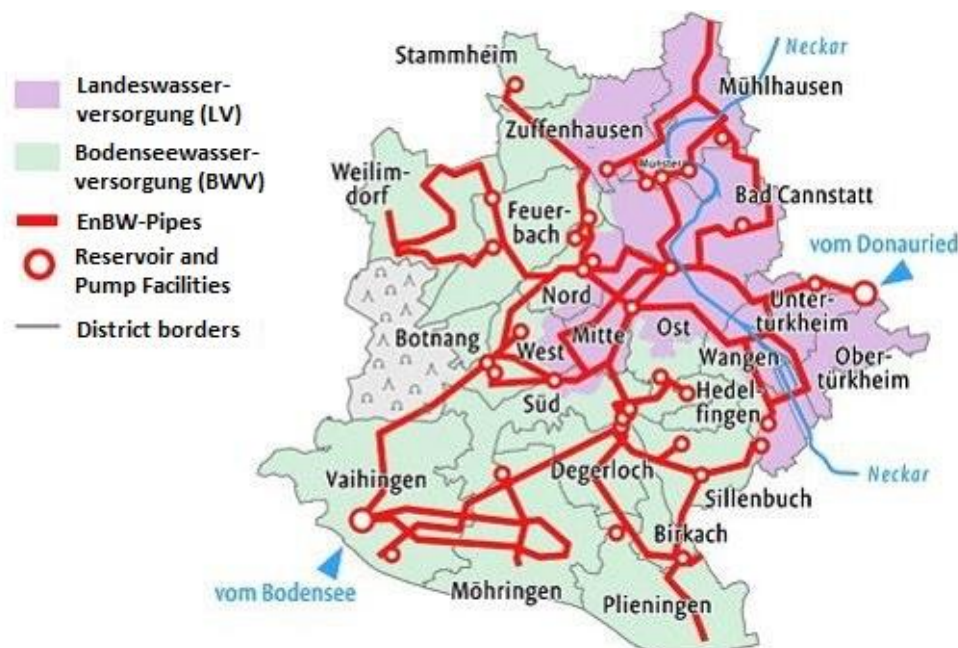 Landeswasser-
versorgung (LV)
Bodenseewasser-
versorgung (BWV)
EnBW-Pipes
Reservoir and
Pump Facilities
District borders
Stammhéim
Neckar
Mühlhausen
Zuffenhausen
Münster
Weilim-
dorf
Feuer-
bach
Bad Cannstatt
vom Donauried
Nord
Unter-
türkheim
Botnang
West
Mitte
Ost
Wangen
Ober-
türkheim
Süd
Hedel-
fingen
Vaihingen
Degerloch
Neckar
Sillenbuch
Birkach
vom Bodensee
Möhringen
Plieningen